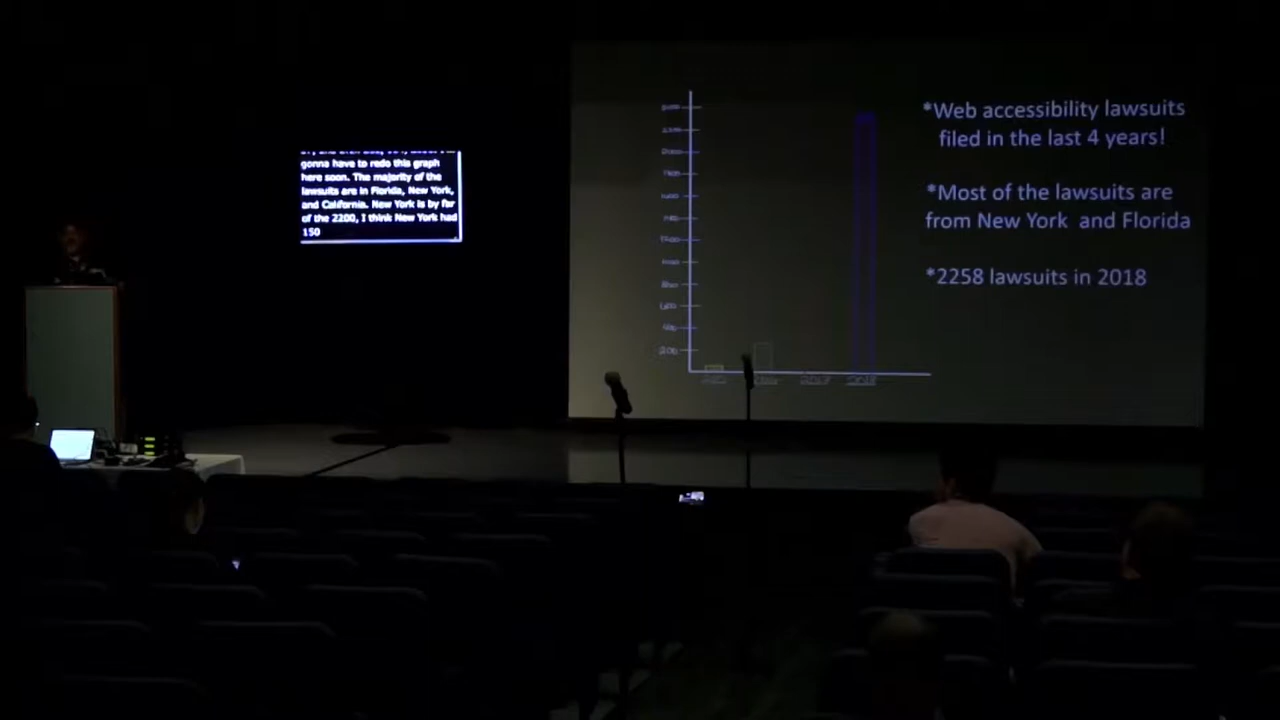 gonna have to redo this graph
here soon. The majority of the
lawsuits are in Florida, New York,
and California. New York is by far
of the 2200, I think New York had
150
*Web accessibility lawsuits
filed in the last 4 years!
*Most of the lawsuits are
from New York and Florida
*2258 lawsuits in 2018
2017
2018